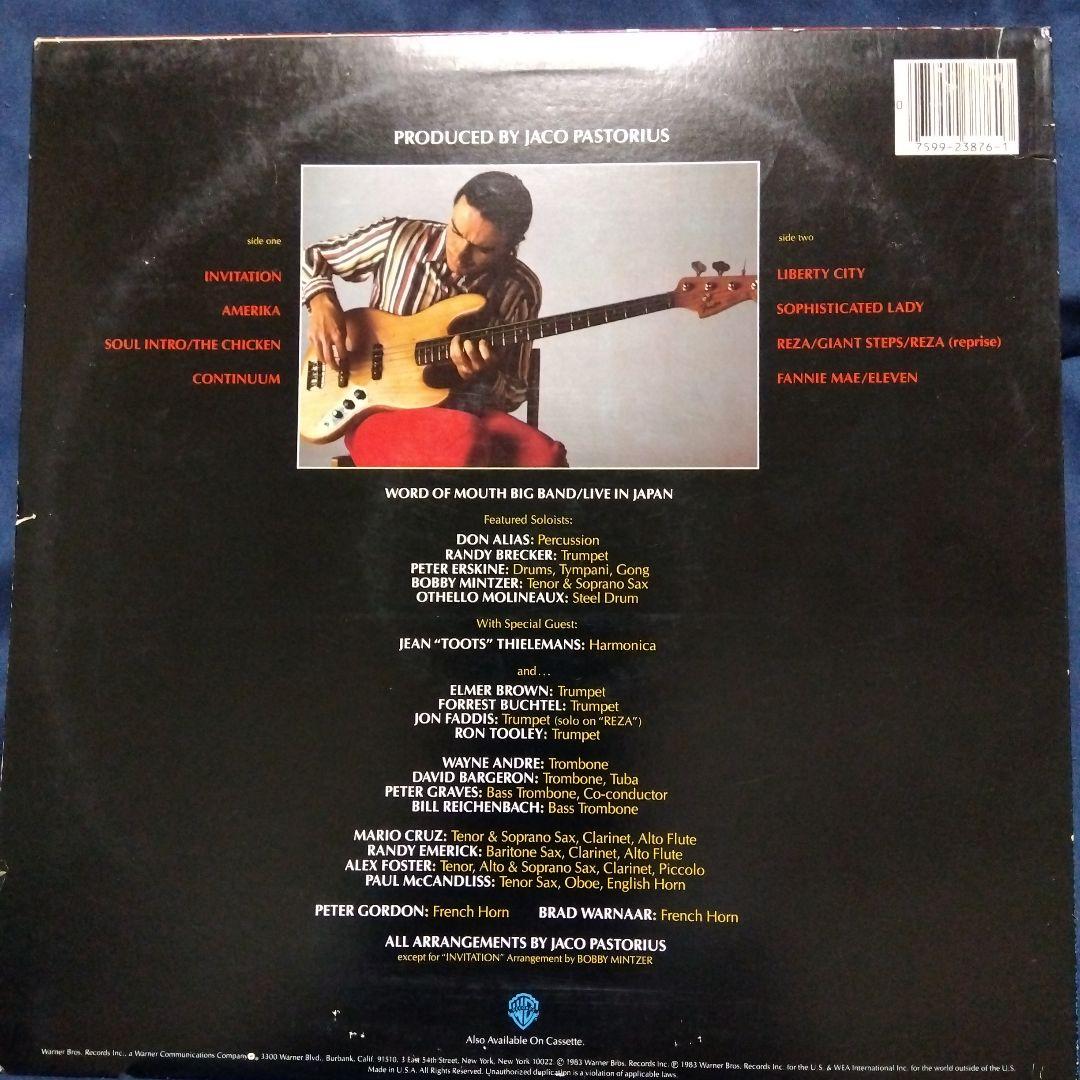 PRODUCED BY JACO PASTORIUS
0
7599-23876-1
side one
INVITATION
AMERIKA
SOUL INTRO/THE CHICKEN
CONTINUUM
side two
LIBERTY CITY
SOPHISTICATED LADY
REZA/GIANT STEPS/REZA (reprise)
FANNIE MAE/ELEVEN
WORD OF MOUTH BIG BAND/LIVE IN JAPAN
Featured Soloists:
DON ALIAS: Percussion
RANDY BRECKER: Trumpet
PETER ERSKINE: Drums, Tympani, Gong
BOBBY MINTZER: Tenor & Soprano Sax
OTHELLO MOLINEAUX: Steel Drum
With Special Guest:
JEAN “TOOTS” THIELEMANS: Harmonica
and...
ELMER BROWN: Trumpet
FORREST BUCHTEL: Trumpet
JON FADDIS: Trumpet (solo on “REZA”)
RON TOOLEY: Trumpet
WAYNE ANDRE: Trombone
DAVID BARGERON: Trombone, Tuba
PETER GRAVES: Bass Trombone, Co-conductor
BILL REICHENBACH: Bass Trombone
MARIO CRUZ: Tenor & Soprano Sax, Clarinet, Alto Flute
RANDY EMERICK: Baritone Sax, Clarinet, Alto Flute
ALEX FOSTER: Tenor, Alto & Soprano Sax, Clarinet, Piccolo
PAUL McCANDLISS: Tenor Sax, Oboe, English Horn
PETER GORDON: French Horn BRAD WARNAAR: French Horn
ALL ARRANGEMENTS BY JACO PASTORIUS
except for “INVITATION” Arrangement by BOBBY MINTZER
Also Available On Cassette.
Warner Bros. Records Inc., a Warner Communications Company, 3300 Warner Blvd., Burbank, Calif. 91510, 3 East 54th Street, New York, New York 10022 © 1983 Warner Bros. Records Inc. ℗ 1983 Warner Bros. Records Inc. for the U.S. & WEA International Inc. for the world outside of the U.S.
Made in U.S.A. All Rights Reserved. Unauthorized duplication is a violation of applicable laws.